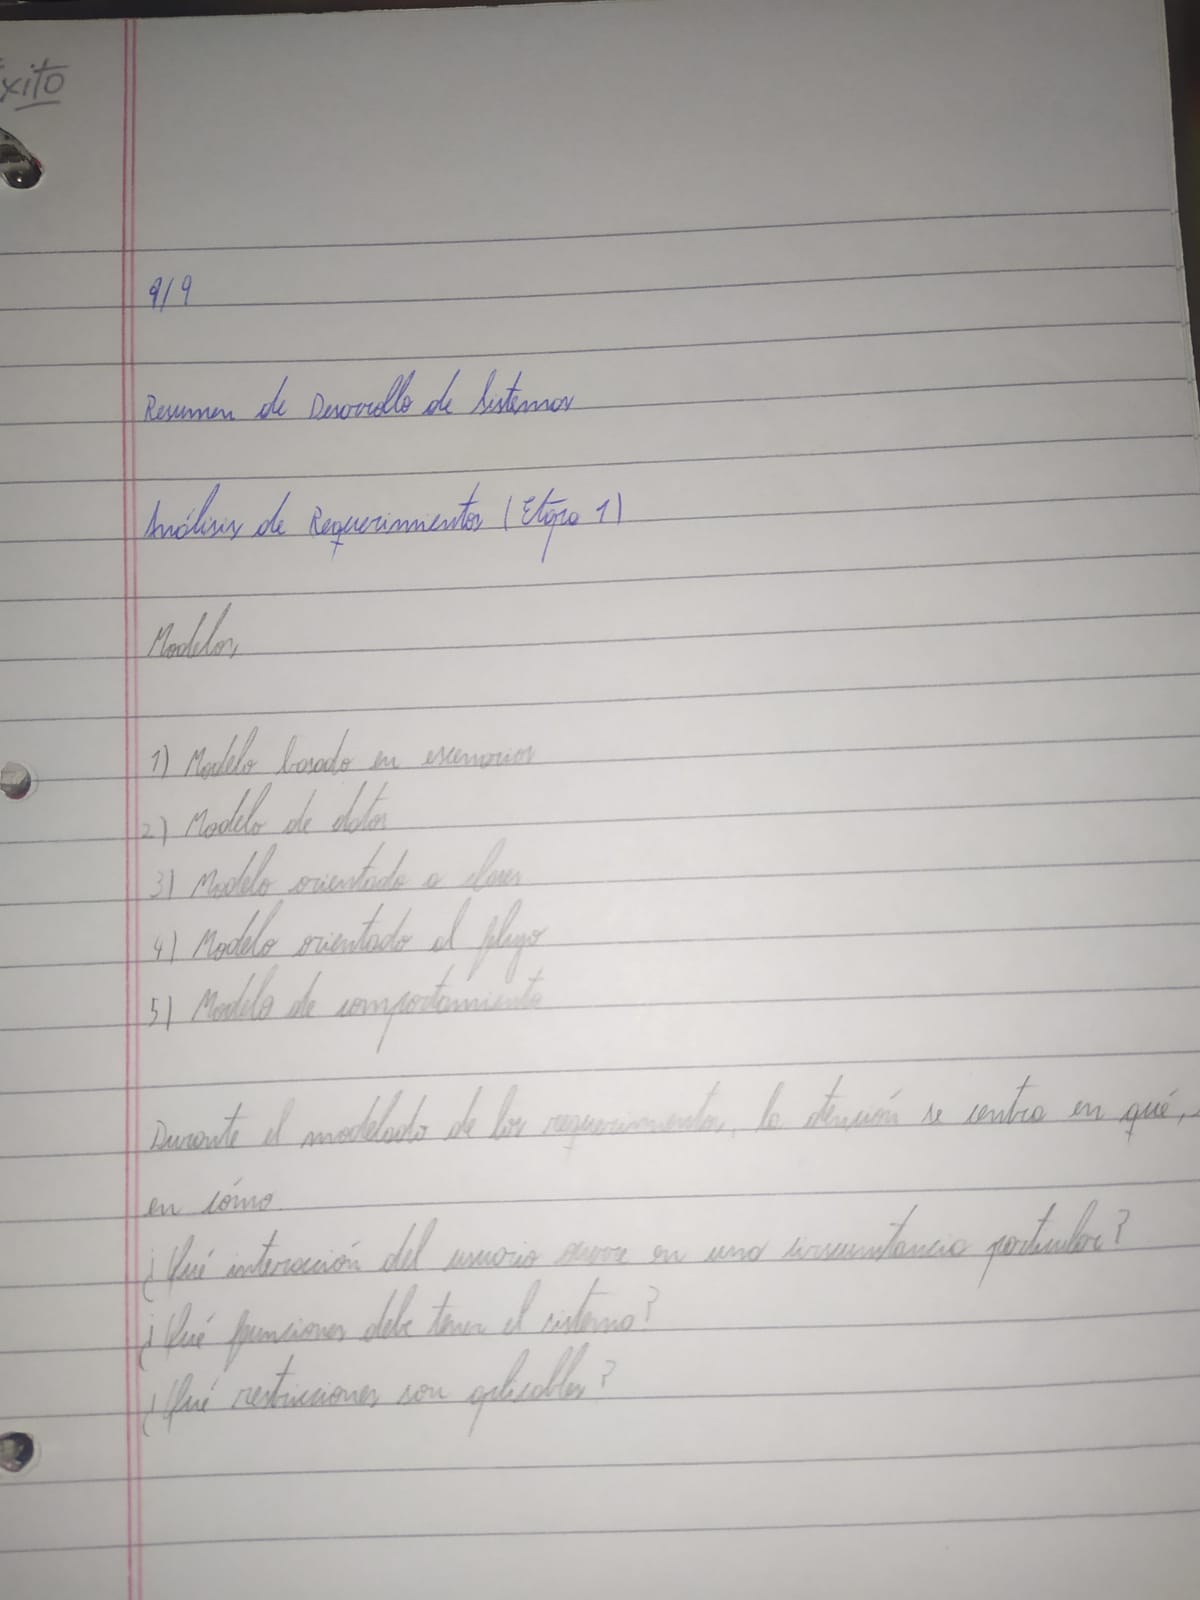 xito
9/9
Resumen de Desarrollo de Sistemas
Análisis de Requerimientos (Etapa 1)
Modelos,
1) Modelo basado en escenarios
2) Modelo de datos
3) Modelo orientado a clases
4) Modelo orientado al flujo
5) Modelo de comportamiento
Durante el modelado de los requerimientos, la atención se centra en qué,
en cómo.
¿Qué interacción del usuario ocurre en una circunstancia particular?
¿Qué funciones debe tener el sistema?
¿Qué restricciones son aplicables?